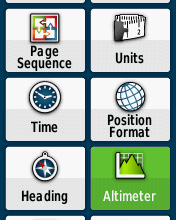 Page
Sequence
Units
Time
Position
Format
Heading
Altimeter